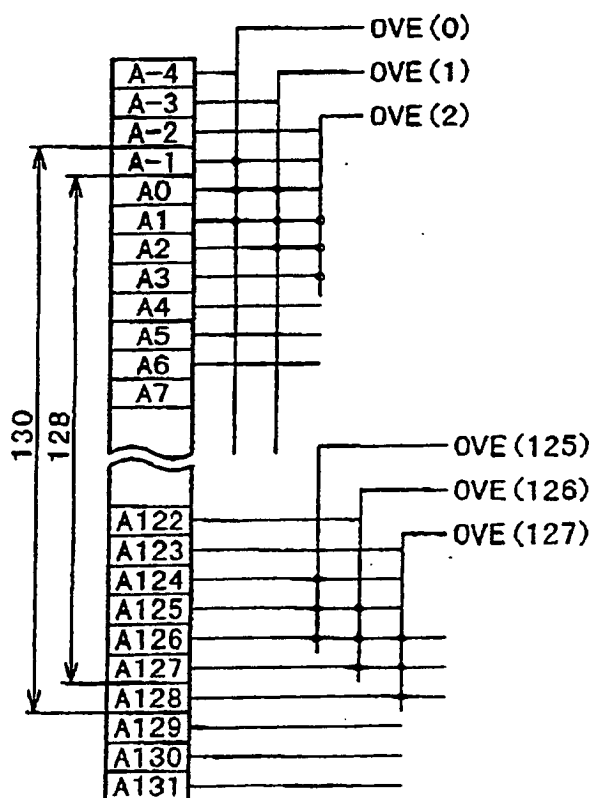 OVE(0)
A-4
OVE(1)
A-3
OVE(2)
A-2
A-1
A0
A1
A2
A3
A4
A5
A6
A7
130
128
OVE(125)
OVE(126)
A122
OVE(127)
A123
A124
A125
A126
A127
A128
A129
A130
A131